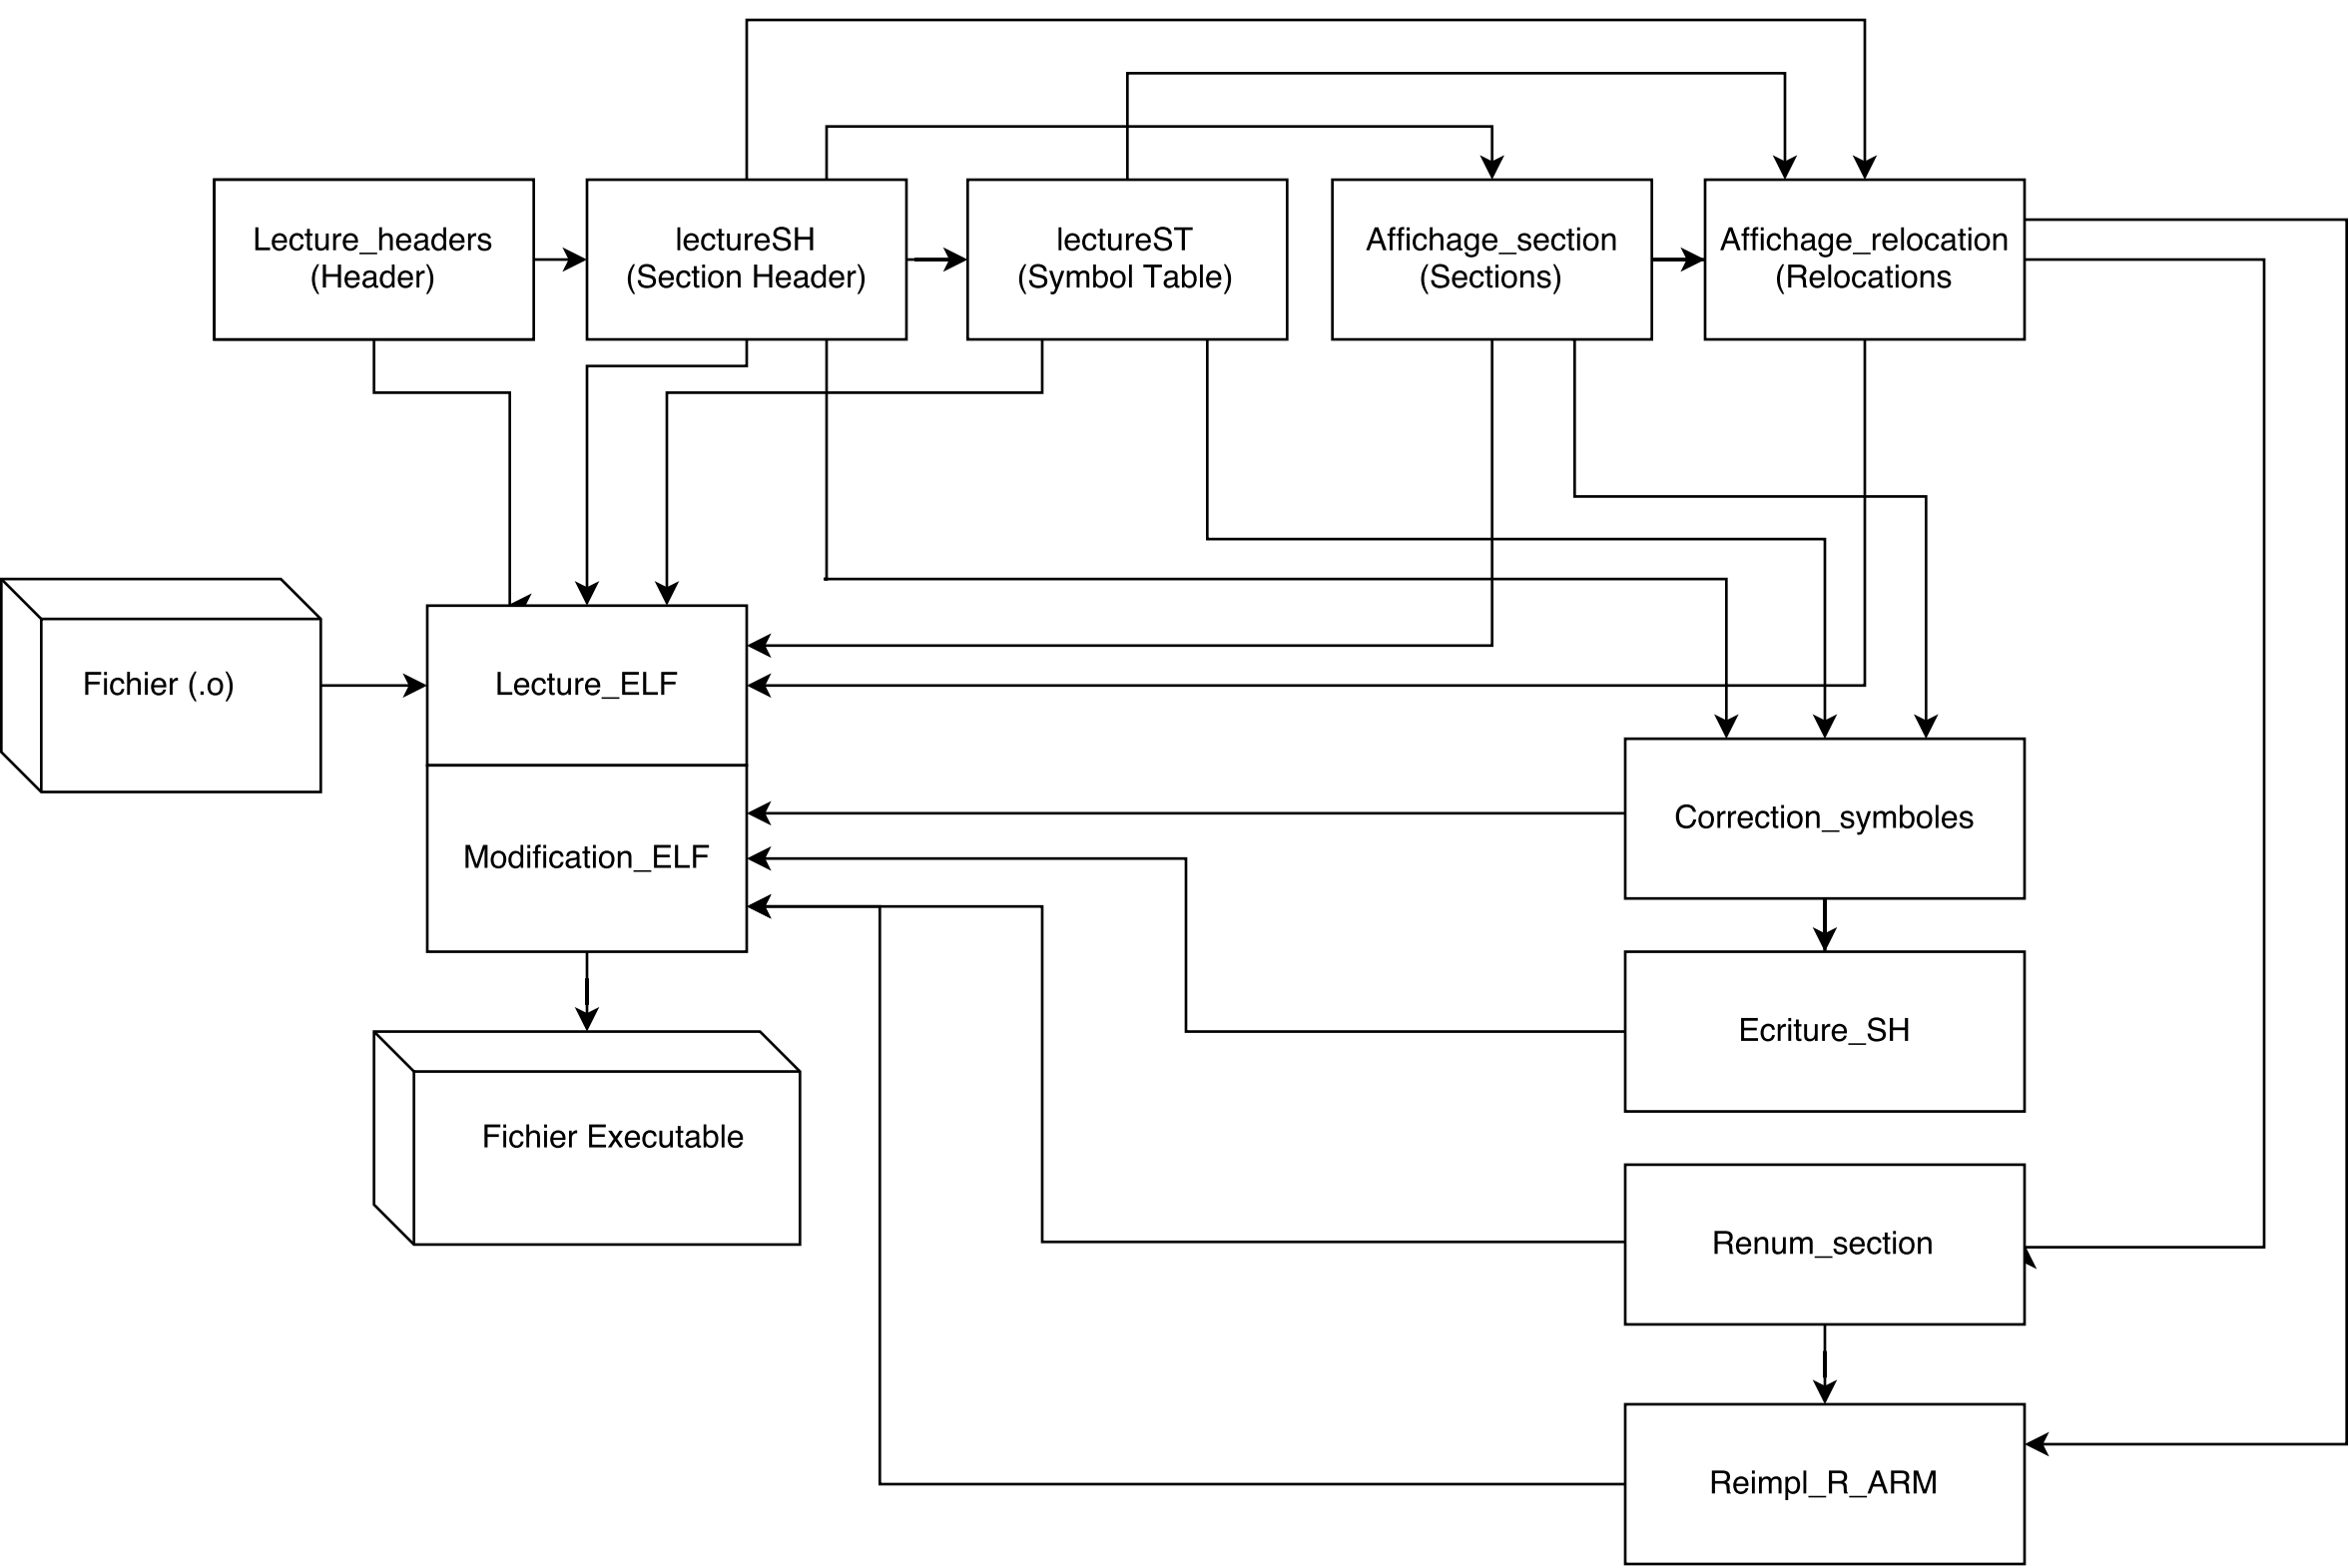 Lecture_headers
(Header)
lectureSH
(Section Header)
lectureST
(Symbol Table)
Affichage_section
(Sections)
Affichage_relocation
(Relocations
Fichier (.o)
Lecture_ELF
Modification_ELF
Correction_symboles
Ecriture_SH
Fichier Executable
Renum_section
Reimpl_R_ARM